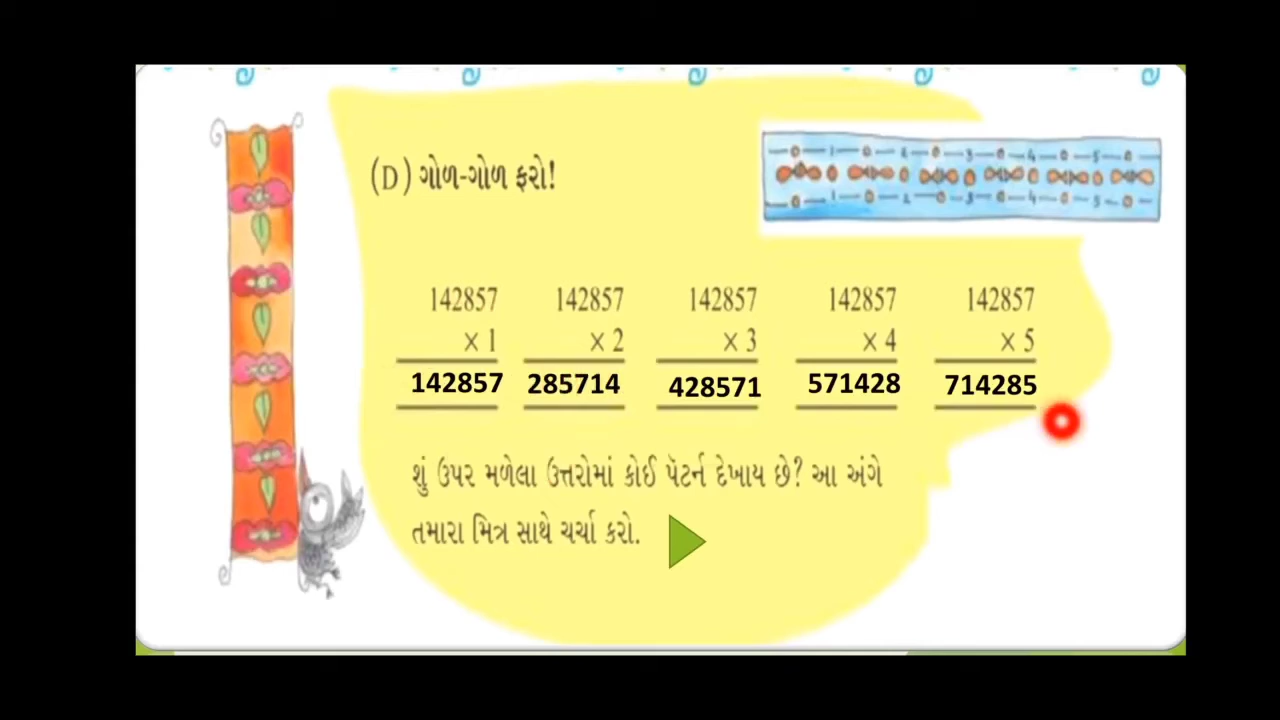 (D) ગોળ-ગોળ ફરો!
142857 142857 142857 142857 142857
× 1 × 2 × 3 × 4 × 5
142857 285714 428571 571428 714285
શું ઉપર મળેલા ઉત્તરોમાં કોઈ પૅટર્ન દેખાય છે? આ અંગે
તમારા મિત્ર સાથે ચર્ચા કરો.